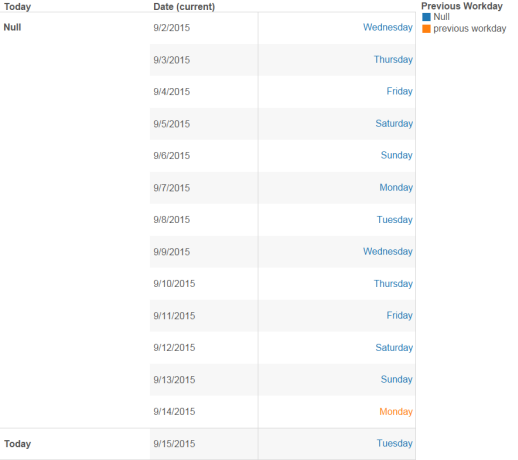 Today Date (current) Previous Workday
Null 9/2/2015 Wednesday Null
previous workday
9/3/2015 Thursday
9/4/2015 Friday
9/5/2015 Saturday
9/6/2015 Sunday
9/7/2015 Monday
9/8/2015 Tuesday
9/9/2015 Wednesday
9/10/2015 Thursday
9/11/2015 Friday
9/12/2015 Saturday
9/13/2015 Sunday
9/14/2015 Monday
Today 9/15/2015 Tuesday